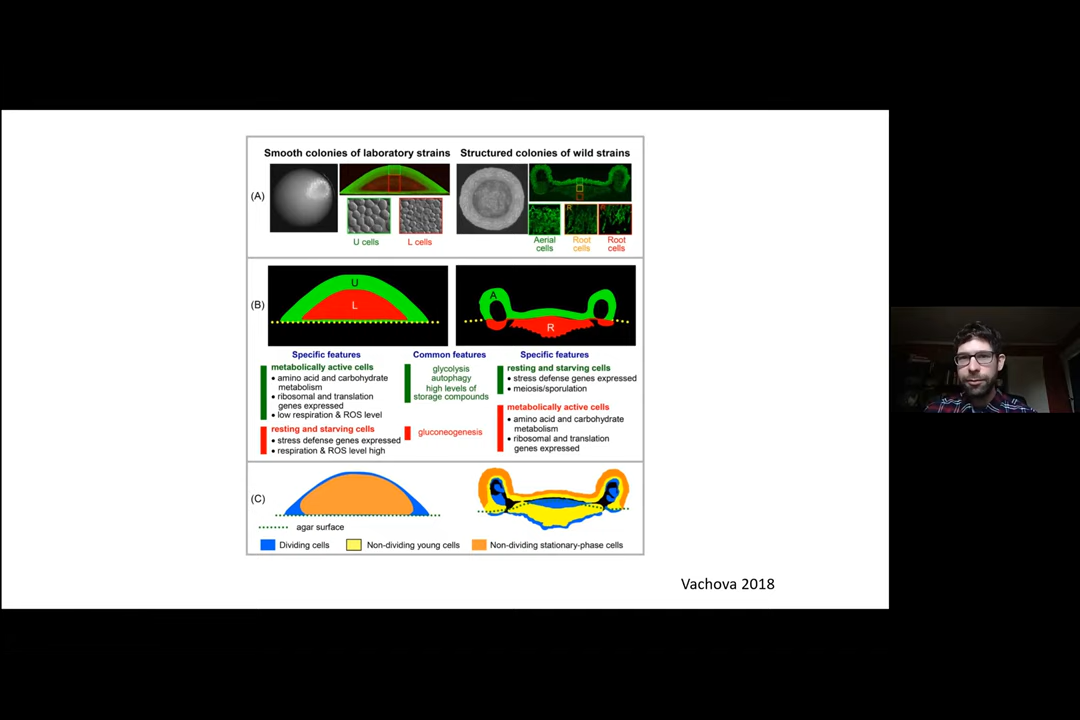 Smooth colonies of laboratory strains
Structured colonies of wild strains
(A)
U cells
L cells
R
R
Aerial
cells
Root
cells
Root
cells
(B)
U
L
A
R
Specific features
metabolically active cells
• amino acid and carbohydrate
metabolism
• ribosomal and translation
genes expressed
• low respiration & ROS level
resting and starving cells
• stress defense genes expressed
• respiration & ROS level high
Common features
glycolysis
autophagy
high levels of
storage compounds
gluconeogenesis
Specific features
resting and starving cells
• stress defense genes expressed
• meiosis/sporulation
metabolically active cells
• amino acid and carbohydrate
metabolism
• ribosomal and translation
genes expressed
(C)
agar surface
Dividing cells
Non-dividing young cells
Non-dividing stationary-phase cells
Vachova 2018